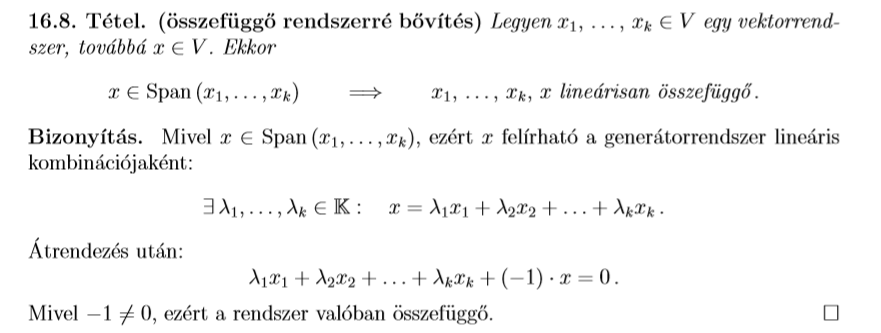 16.8. Tétel. (összefüggő rendszerré bővítés) Legyen x₁, ..., xₖ ∈ V egy vektorrend-
szer, továbbá x ∈ V. Ekkor
x ∈ Span (x₁, ..., xₖ) ⟹ x₁, ..., xₖ, x lineárisan összefüggő.
Bizonyítás. Mivel x ∈ Span (x₁, ..., xₖ), ezért x felírható a generátorrendszer lineáris
kombinációjaként:
∃ λ₁, ..., λₖ ∈ 𝕂 : x = λ₁x₁ + λ₂x₂ + ... + λₖxₖ.
Átrendezés után:
λ₁x₁ + λ₂x₂ + ... + λₖxₖ + (−1) · x = 0.
Mivel −1 ≠ 0, ezért a rendszer valóban összefüggő. □